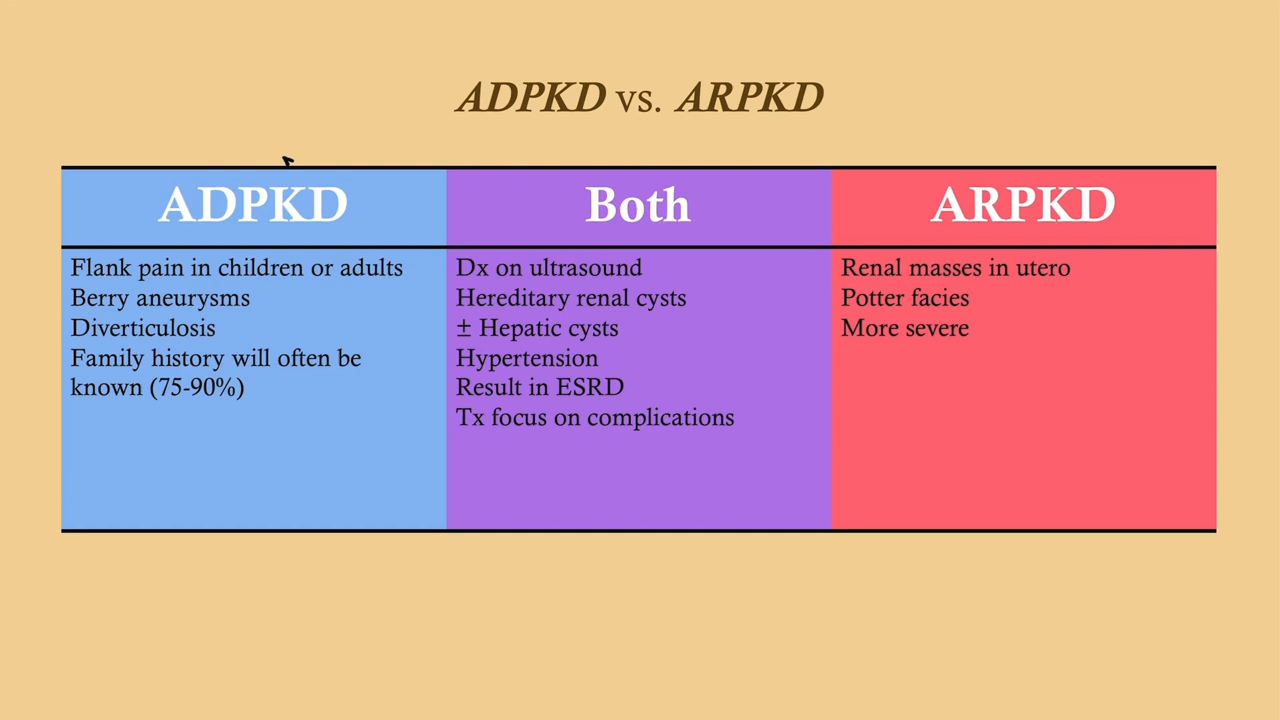 ADPKD vs. ARPKD
ADPKD
Both
ARPKD
Flank pain in children or adults
Berry aneurysms
Diverticulosis
Family history will often be
known (75-90%)
Dx on ultrasound
Hereditary renal cysts
± Hepatic cysts
Hypertension
Result in ESRD
Tx focus on complications
Renal masses in utero
Potter facies
More severe